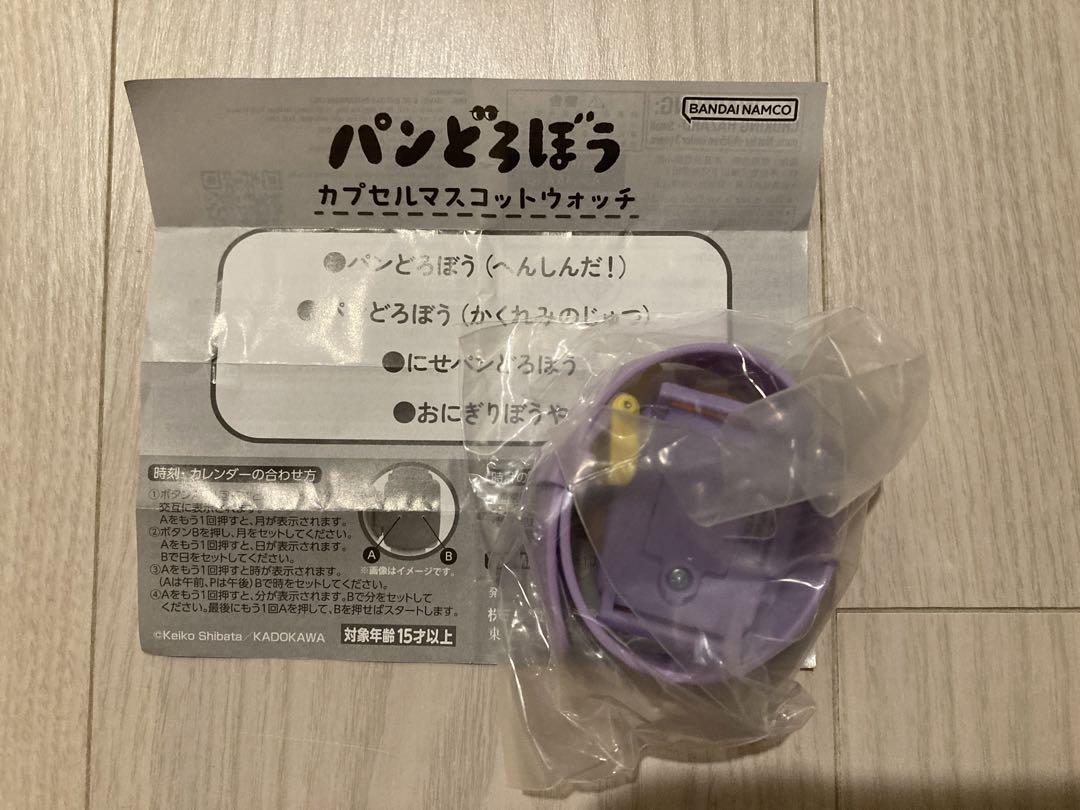 BANDAI NAMCO
パンどろぼう
カプセルマスコットウォッチ
●パンどろぼう(へんしんだ!)
●パ どろぼう(かくれみのじゅつ)
●にせパンどろぼう
●おにぎりぼうや
時刻・カレンダーの合わせ方
①ボタン
交互に表示
Aをもう1回押すと、月が表示されます。
②ボタンBを押し、月をセットしてください。
Aをもう1回押すと、日が表示されます。
Bで日をセットしてください。
③Aをもう1回押すと時が表示されます。
(Aは午前、Pは午後)Bで時をセットしてください。
④Aをもう1回押すと、分が表示されます。Bで分をセットして
ください。最後にもう1回Aを押して、Bを押せばスタートします。
A
B
※画像はイメージです。
©Keiko Shibata/KADOKAWA
対象年齢15才以上
時計の
発
株
東